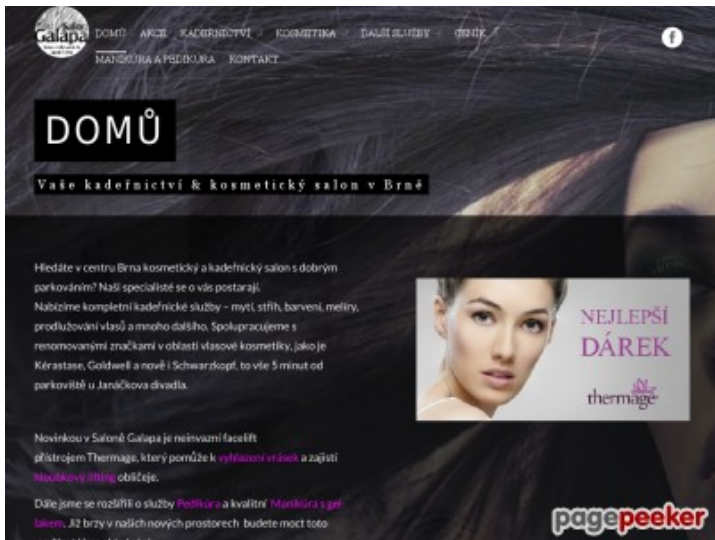 Salon
Galapa
DOMŮ AKCE KADEŘNICTVÍ / KOSMETIKA / DALŠÍ SLUŽBY / CENÍK /
MANIKÚRA A PEDIKÚRA KONTAKT
f
DOMŮ
Vaše kadeřnictví & kosmetický salon v Brně
Hledáte v centru Brna kosmetický a kadeřnický salon s dobrým
parkováním? Naši specialisté se o vás postarají.
Nabízíme kompletní kadeřnické služby – mytí, střih, barvení, melíry,
prodlužování vlasů a mnoho dalšího. Spolupracujeme s
renomovanými značkami v oblasti vlasové kosmetiky, jako je
Kérastase, Goldwell a nově i Schwarzkopf, to vše 5 minut od
parkoviště u Janáčkova divadla.
NEJLEPŠÍ
DÁREK
thermage
Novinkou v Saloně Galapa je neinvazní facelift
přístrojem Thermage, který pomůže k vyhlazení vrásek a zajistí
hloubkový lifting obličeje.
Dále jsme se rozšířili o služby Pedikúra a kvalitní Manikúra s gel-
lakem. Již brzy v našich nových prostorech budete moct toto
pagepeeker